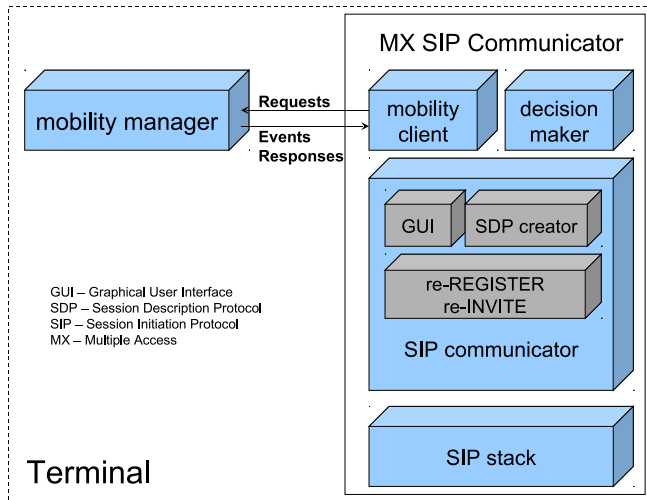 MX SIP Communicator
mobility manager
Requests
Events
Responses
mobility
client
decision
maker
GUI
SDP creator
re-REGISTER
re-INVITE
SIP communicator
SIP stack
GUI – Graphical User Interface
SDP – Session Description Protocol
SIP – Session Initiation Protocol
MX – Multiple Access
Terminal